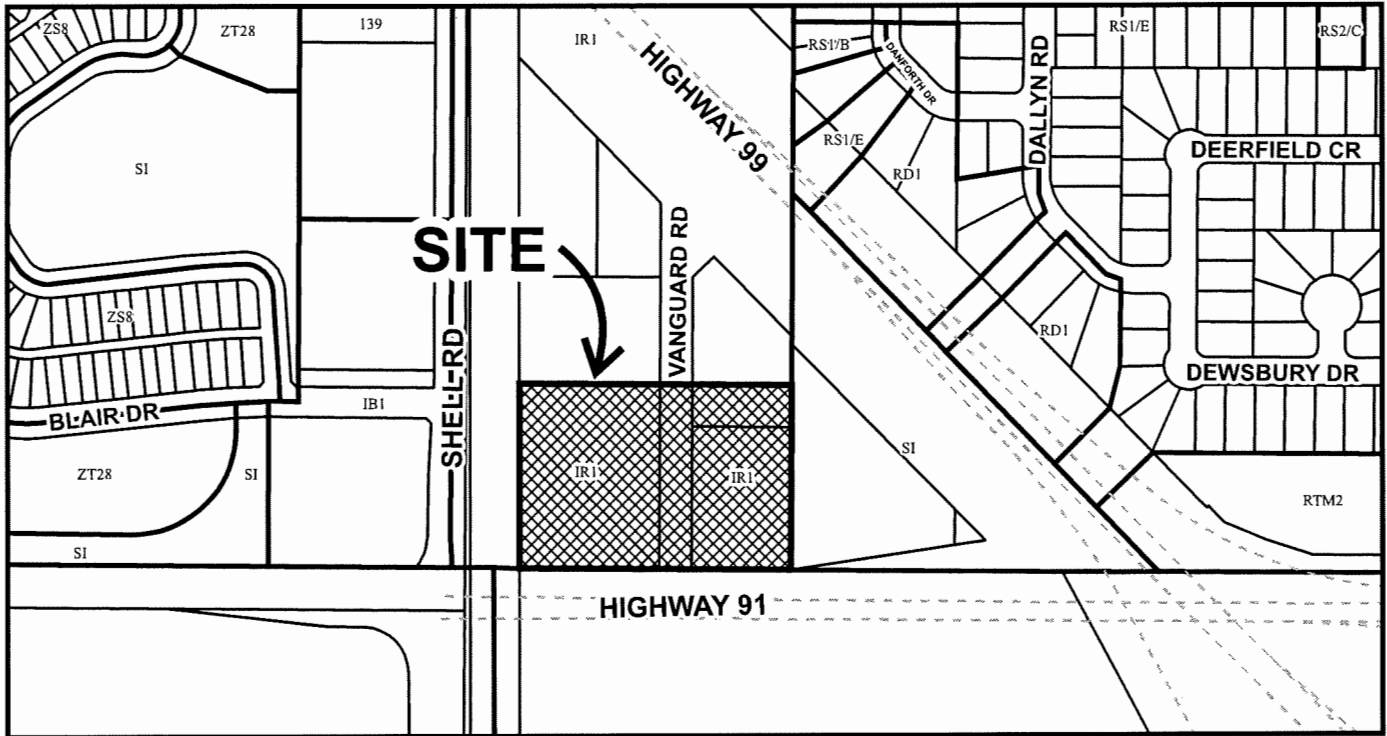 ZS8
ZT28
139
IR1
HIGHWAY 99
RS1/B
DANFORTH DR
DALLYN RD
RS1/E
RS2/C
SI
RS1/E
RD1
DEERFIELD CR
SITE
VANGUARD RD
ZS8
SHELL RD
RD1
DEWSBURY DR
BLAIR DR
IB1
ZT28
SI
IR1
IR1
SI
RTM2
SI
HIGHWAY 91